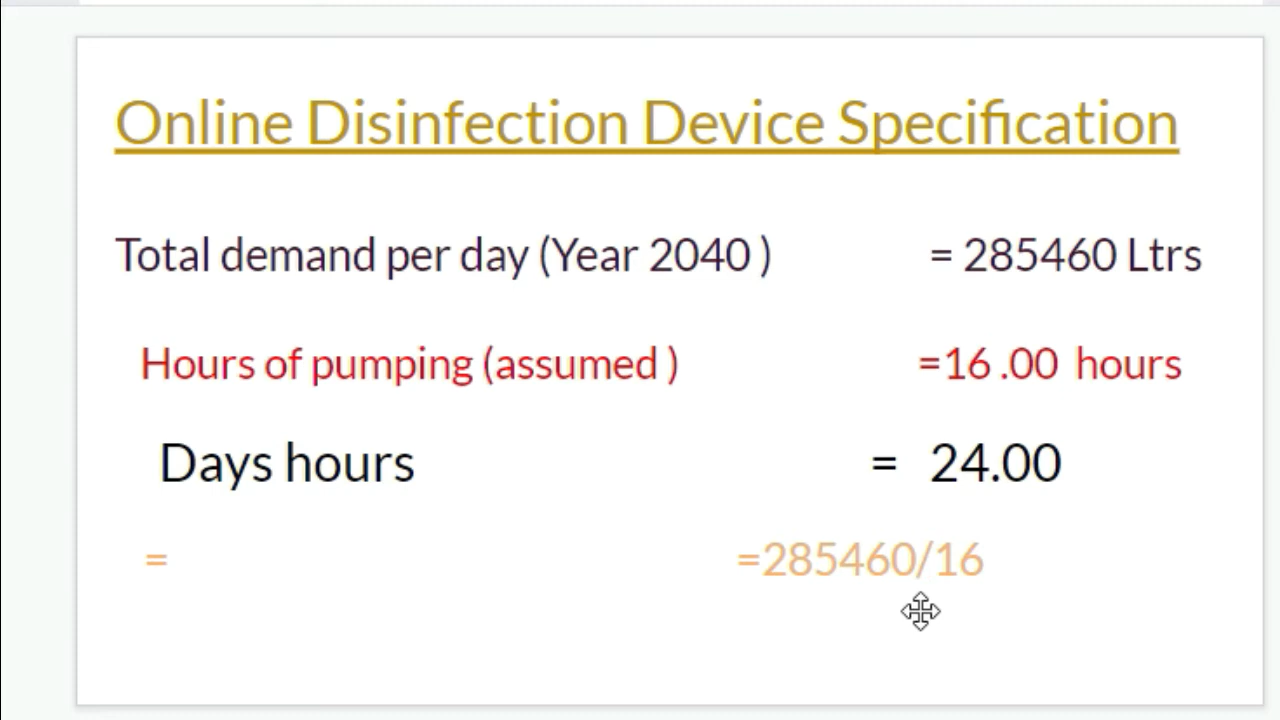 Online Disinfection Device Specification
Total demand per day (Year 2040 ) = 285460 Ltrs
Hours of pumping (assumed ) =16 .00 hours
Days hours = 24.00
= =285460/16